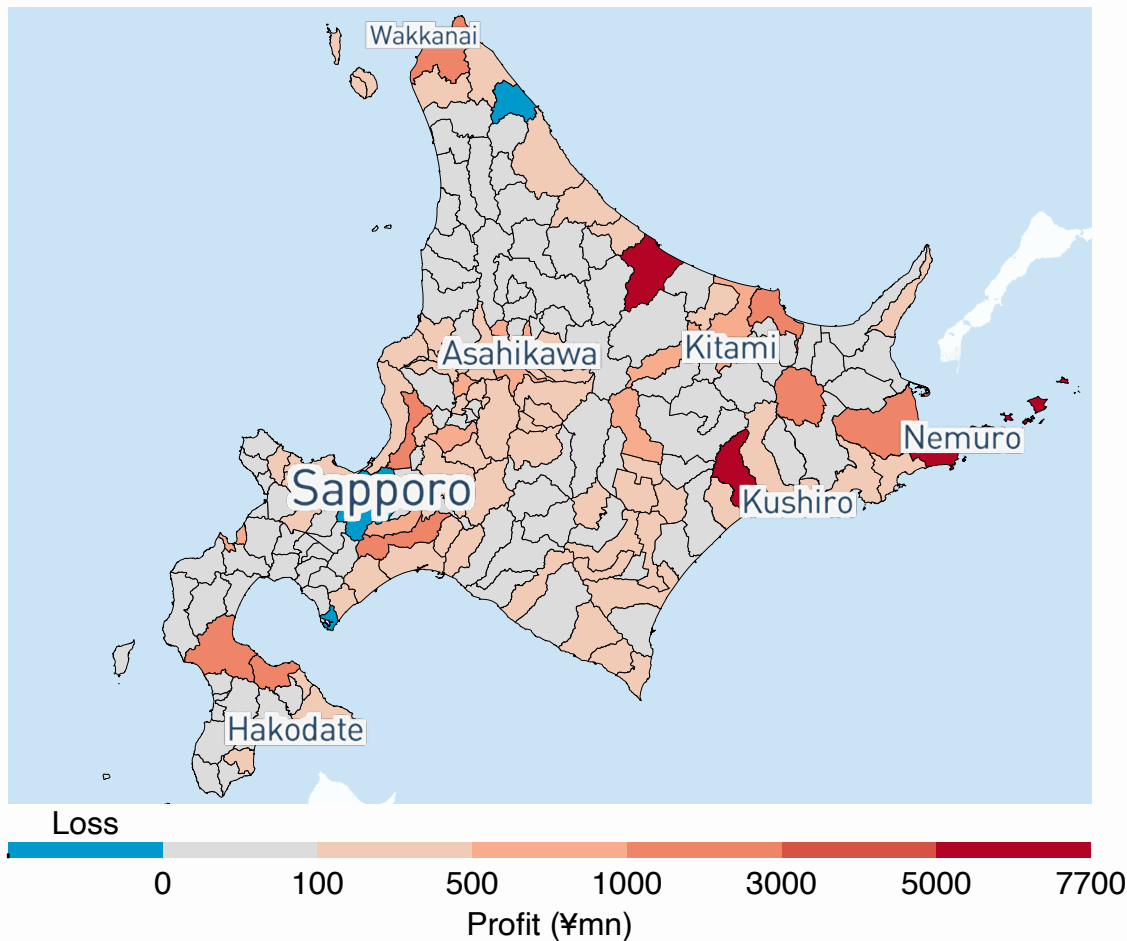 Wakkanai
Asahikawa
Kitami
Nemuro
Sapporo
Kushiro
Hakodate
Loss
0 100 500 1000 3000 5000 7700
Profit (¥mn)